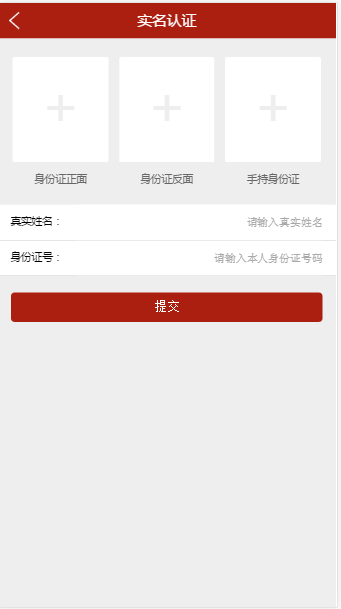 实名认证
身份证正面 身份证反面 手持身份证
真实姓名： 请输入真实姓名
身份证号： 请输入本人身份证号码
提交